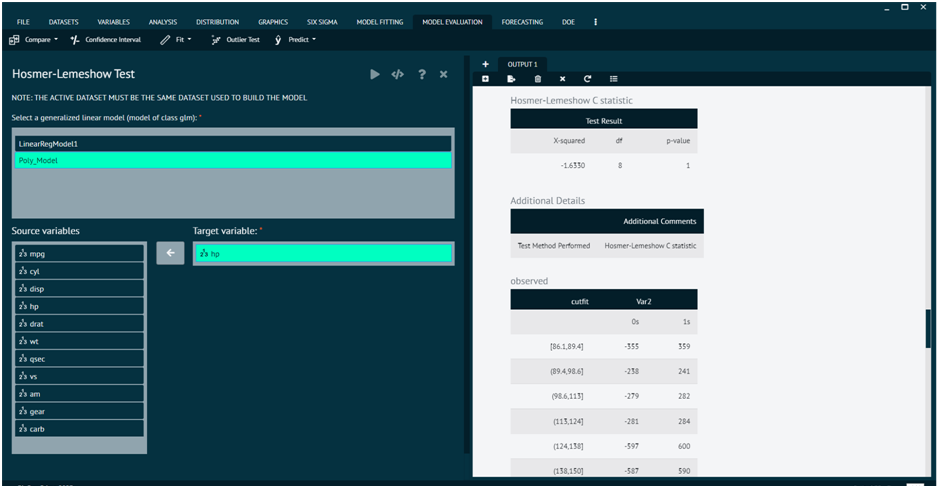 FILE DATASETS VARIABLES ANALYSIS DISTRIBUTION GRAPHICS SIX SIGMA MODEL FITTING MODEL EVALUATION FORECASTING DOE
Compare Confidence Interval Fit Outlier Test Predict
Hosmer-Lemeshow Test
NOTE: THE ACTIVE DATASET MUST BE THE SAME DATASET USED TO BUILD THE MODEL
Select a generalized linear model (model of class glm): *
LinearRegModel1
Poly_Model
Source variables
mpg
cyl
disp
hp
drat
wt
qsec
vs
am
gear
carb
Target variable: *
hp
OUTPUT 1
Hosmer-Lemeshow C statistic
Test Result
X-squared df p-value
-1.6330 8 1
Additional Details
Additional Comments
Test Method Performed Hosmer-Lemeshow C statistic
observed
cutfit Var2
0s 1s
[86.1,89.4] -355 359
(89.4,98.6] -238 241
(98.6,113] -279 282
(113,124] -281 284
(124,138] -597 600
(138,150] -587 590